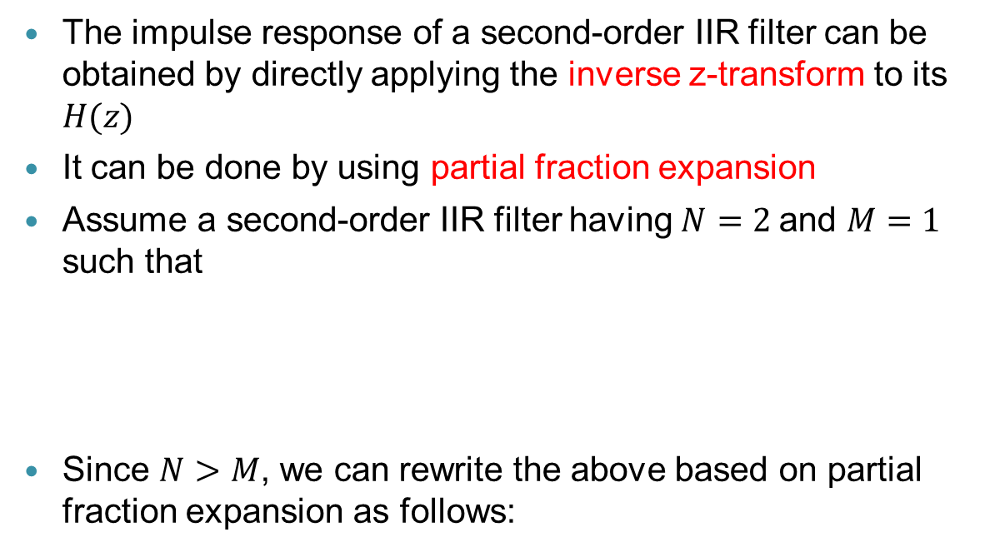 • The impulse response of a second-order IIR filter can be
obtained by directly applying the inverse z-transform to its
H(z)
• It can be done by using partial fraction expansion
• Assume a second-order IIR filter having N = 2 and M = 1
such that
• Since N > M, we can rewrite the above based on partial
fraction expansion as follows: